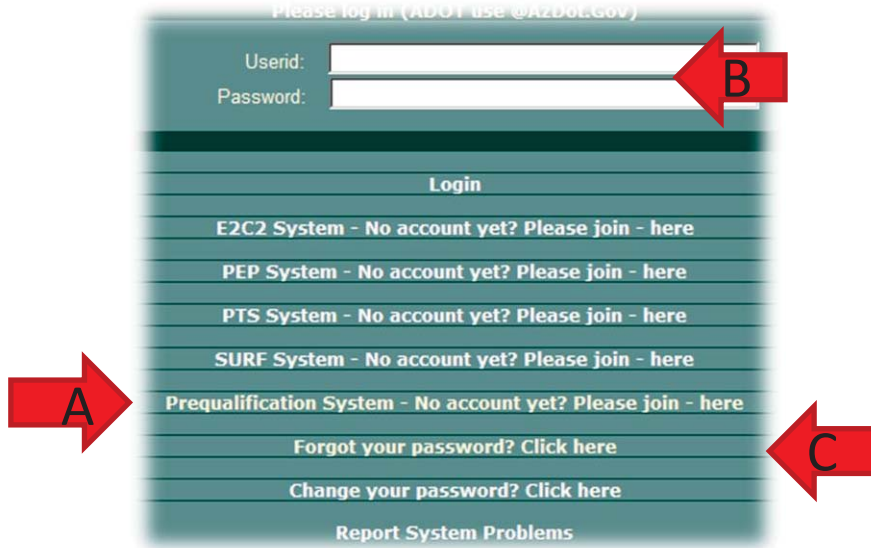 Please log in (ADOT use @AzDot.Gov)
Userid:
B
Password:
Login
E2C2 System - No account yet? Please join - here
PEP System - No account yet? Please join - here
PTS System - No account yet? Please join - here
SURF System - No account yet? Please join - here
A
Prequalification System - No account yet? Please join - here
Forgot your password? Click here
C
Change your password? Click here
Report System Problems